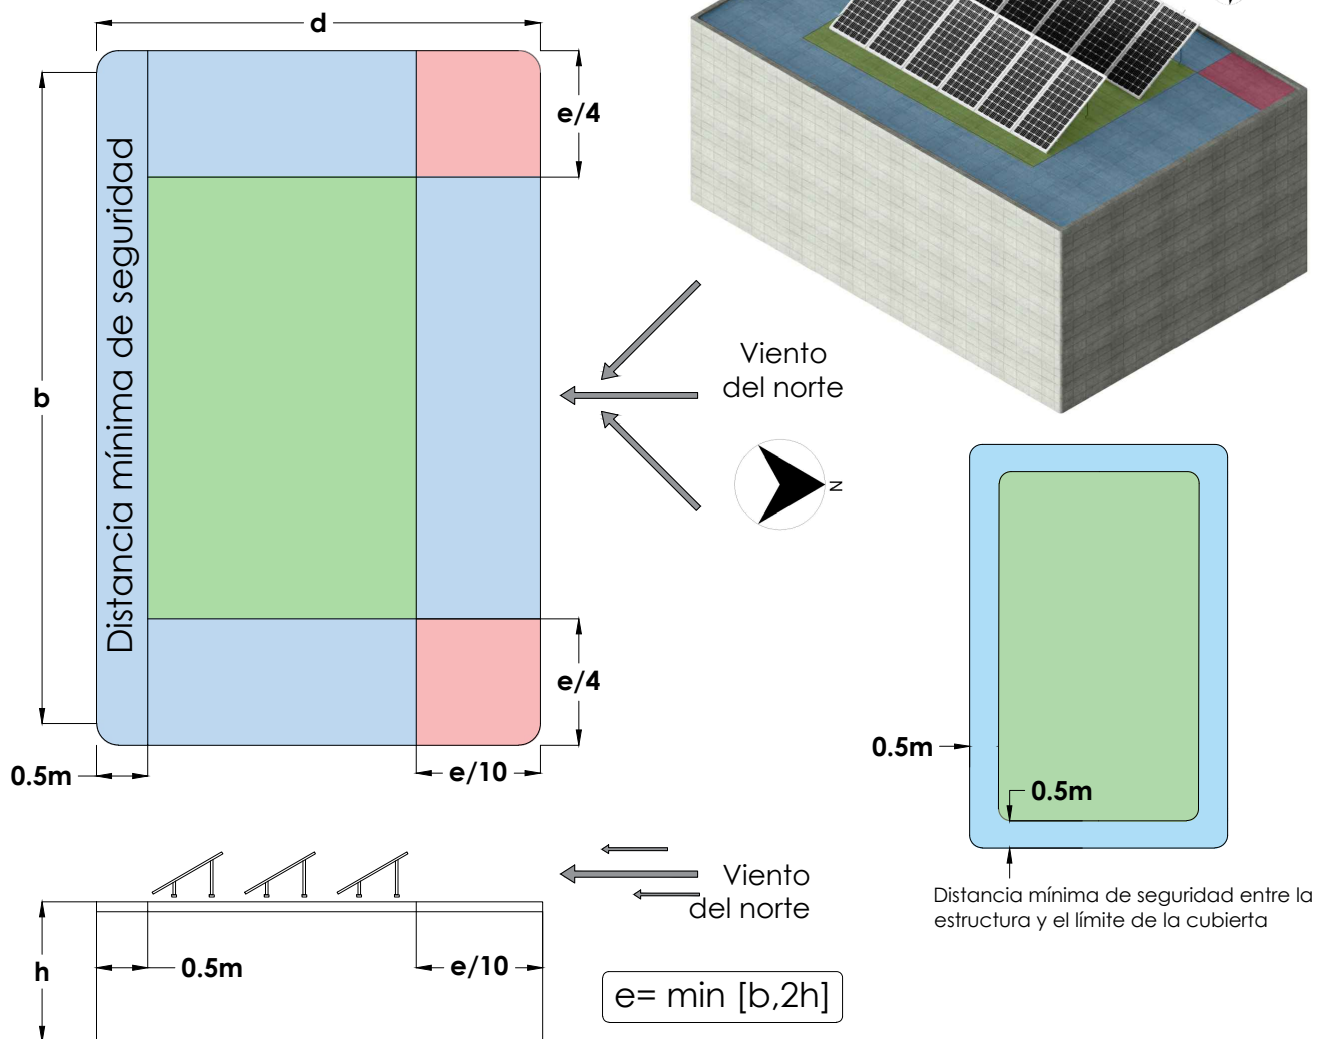 d
e/4
Distancia mínima de seguridad
b
Viento
del norte
N
e/4
0.5m
e/10
0.5m
0.5m
Distancia mínima de seguridad entre la
estructura y el límite de la cubierta
Viento
del norte
h
0.5m
e/10
e= min [b,2h]